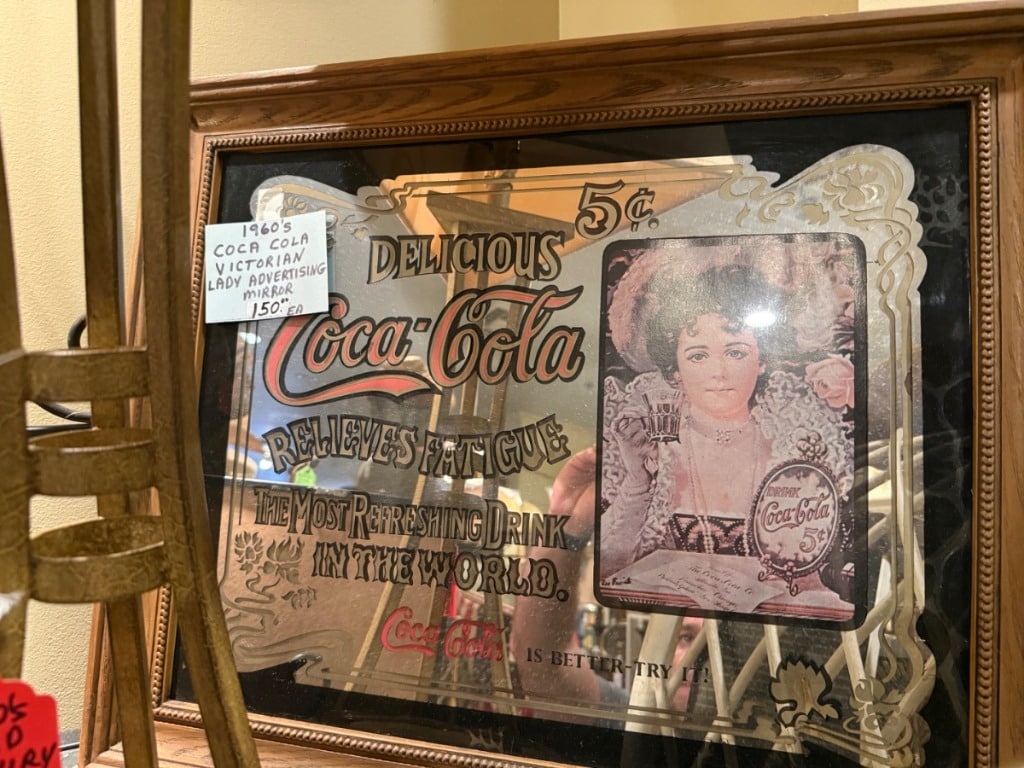 1960's
COCA COLA
VICTORIAN
LADY ADVERTISING
MIRROR
150.00 EA
5¢
DELICIOUS
Coca-Cola
RELIEVES FATIGUE
THE MOST REFRESHING DRINK
IN THE WORLD.
Coca-Cola
IS BETTER-TRY IT!
DRINK
Coca-Cola
5¢